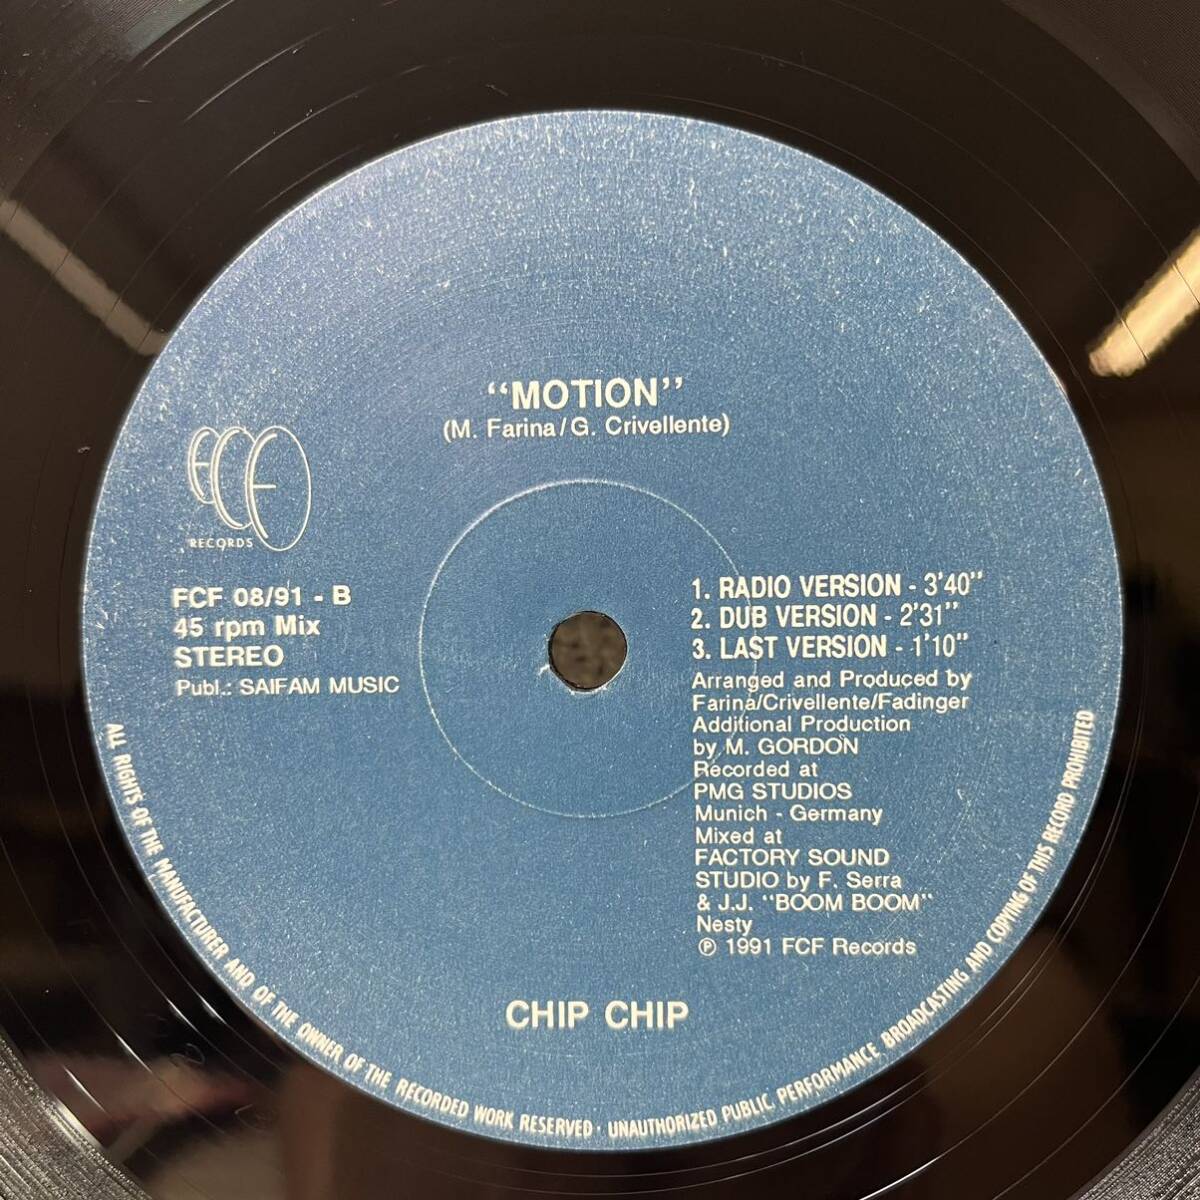 “MOTION”
(M. Farina/G. Crivellente)
FCF
RECORDS
FCF 08/91 - B
45 rpm Mix
STEREO
Publ.: SAIFAM MUSIC
1. RADIO VERSION - 3'40"
2. DUB VERSION - 2'31"
3. LAST VERSION - 1'10"
Arranged and Produced by
Farina/Crivellente/Fadinger
Additional Production
by M. GORDON
Recorded at
PMG STUDIOS
Munich - Germany
Mixed at
FACTORY SOUND
STUDIO by F. Serra
& J.J. “BOOM BOOM”
Nesty
℗ 1991 FCF Records
CHIP CHIP
ALL RIGHTS OF THE MANUFACTURER AND OF THE OWNER OF THE RECORDED WORK RESERVED · UNAUTHORIZED PUBLIC PERFORMANCE BROADCASTING AND COPYING OF THIS RECORD PROHIBITED